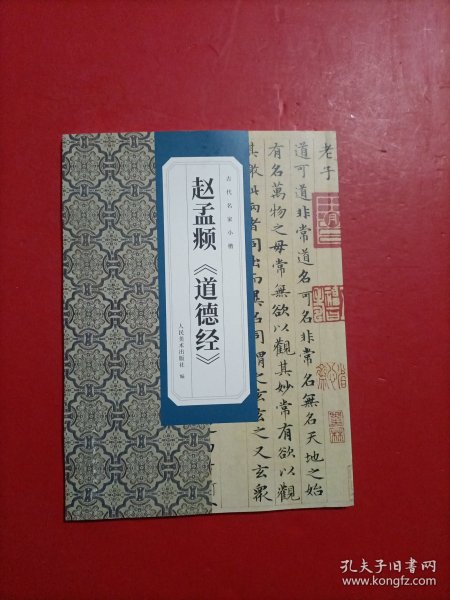 古代名家小楷
赵孟𫖯《道德经》
人民美术出版社 编
老子
道可道非常道名可名非常名無名天地之始
有名萬物之母常無欲以觀其妙常有欲以觀
其徼此兩者同出而異名同謂之玄玄之又玄衆
孔夫子旧书网
www.kongfz.com